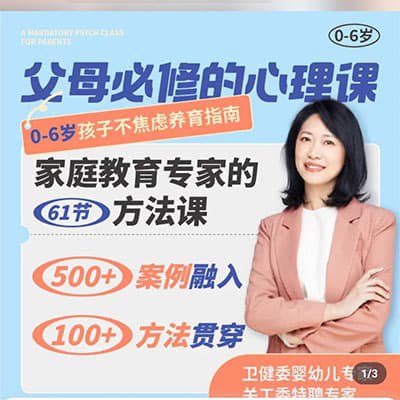 A MANDATORY PSYCH CLASS
FOR PARENTS
0-6岁
父母必修的心理课
0-6岁孩子不焦虑养育指南
家庭教育专家的
61节 方法课
500+ 案例融入
100+ 方法贯穿
卫健委婴幼儿专
1/3
关工委特聘专家